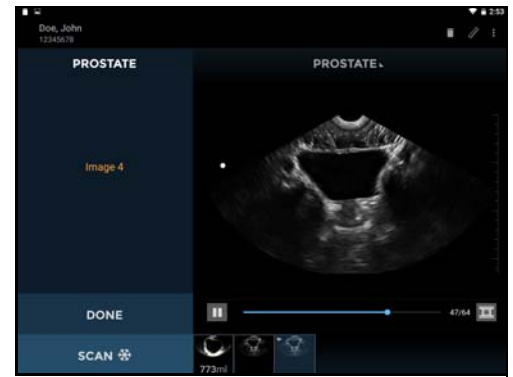 2:53
Doe, John
12345678
PROSTATE
PROSTATE
Image 4
DONE
47/64
SCAN
773ml